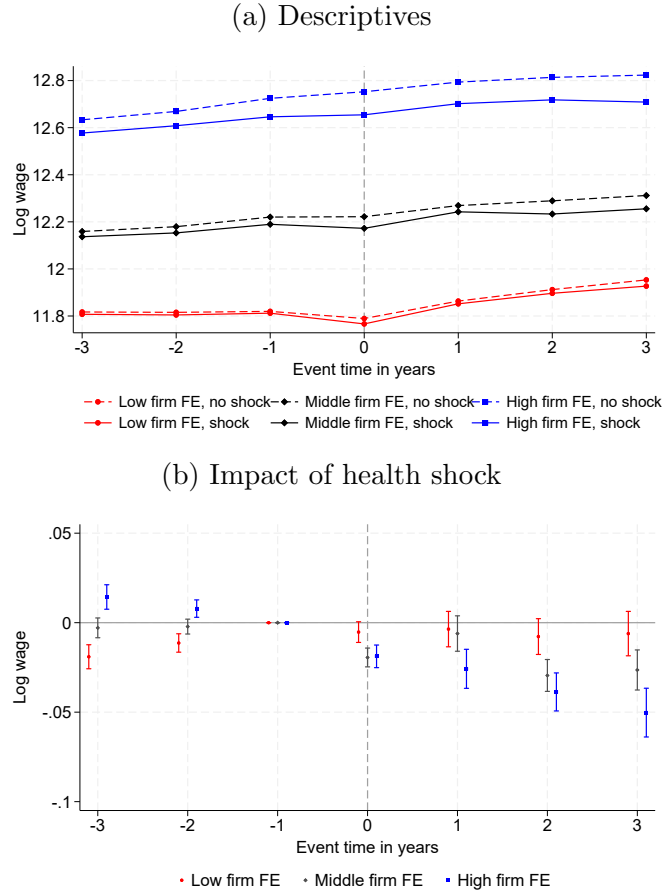 (a) Descriptives
12.8
12.6
12.4
12.2
12
11.8
Log wage
-3 -2 -1 0 1 2 3
Event time in years
Low firm FE, no shock Middle firm FE, no shock High firm FE, no shock
Low firm FE, shock Middle firm FE, shock High firm FE, shock
(b) Impact of health shock
.05
0
-.05
-.1
Log wage
-3 -2 -1 0 1 2 3
Event time in years
Low firm FE Middle firm FE High firm FE